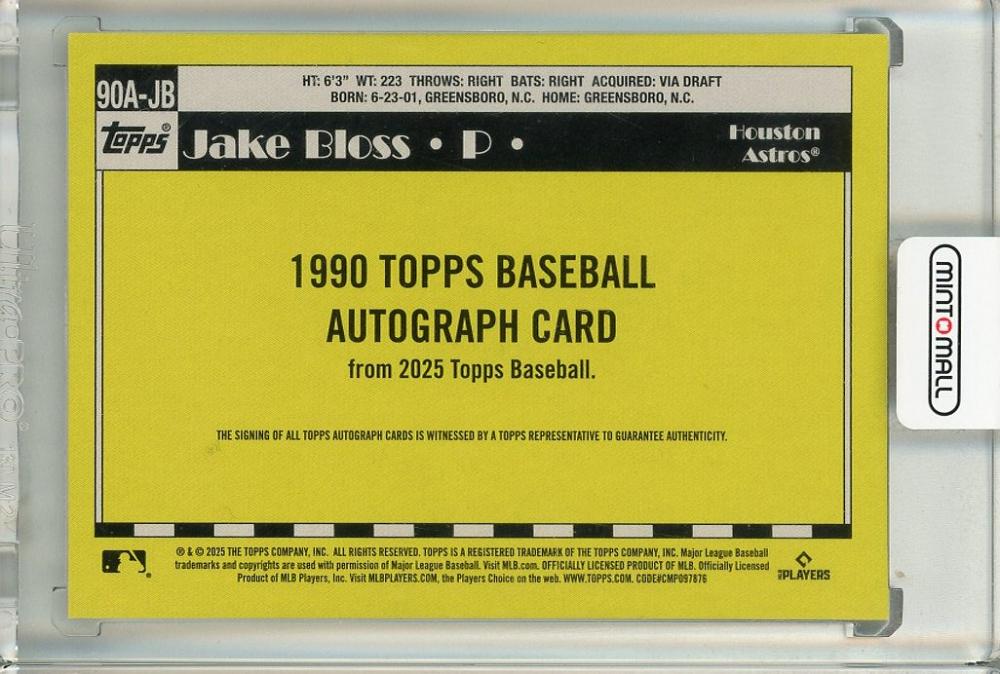 90A-JB
HT: 6'3" WT: 223 THROWS: RIGHT BATS: RIGHT ACQUIRED: VIA DRAFT
BORN: 6-23-01, GREENSBORO, N.C. HOME: GREENSBORO, N.C.
topps®
Jake Bloss • P •
Houston
Astros®
1990 TOPPS BASEBALL
AUTOGRAPH CARD
from 2025 Topps Baseball.
THE SIGNING OF ALL TOPPS AUTOGRAPH CARDS IS WITNESSED BY A TOPPS REPRESENTATIVE TO GUARANTEE AUTHENTICITY.
® & © 2025 THE TOPPS COMPANY, INC. ALL RIGHTS RESERVED. TOPPS IS A REGISTERED TRADEMARK OF THE TOPPS COMPANY, INC. Major League Baseball
trademarks and copyrights are used with permission of Major League Baseball. Visit MLB.com. OFFICIALLY LICENSED PRODUCT OF MLB. Officially Licensed
Product of MLB Players, Inc. Visit MLBPLAYERS.COM, the Players Choice on the web. WWW.TOPPS.COM. CODE#CMP097876
MLB PLAYERS
MINT MALL
Ultra PRO®